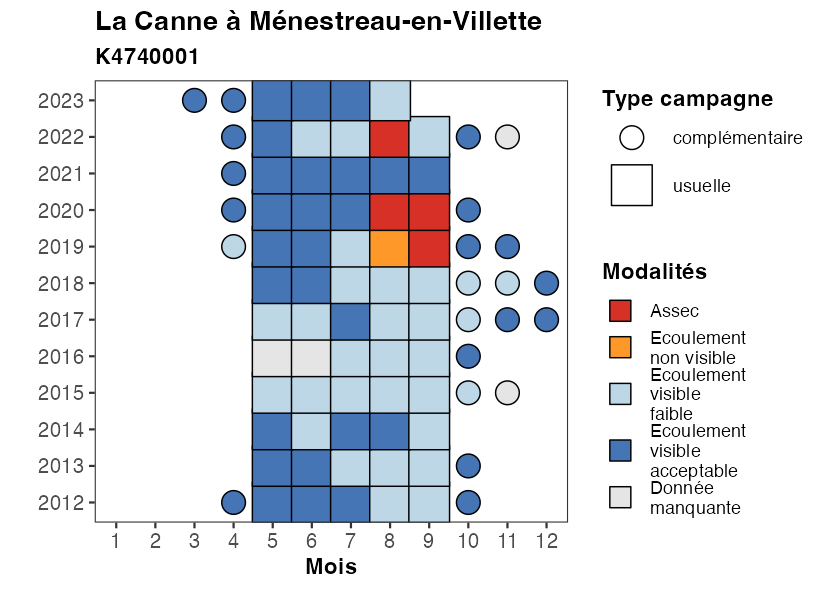 La Canne à Ménestreau-en-Villette
K4740001
2023
2022
2021
2020
2019
2018
2017
2016
2015
2014
2013
2012
1 2 3 4 5 6 7 8 9 10 11 12
Mois
Type campagne
complémentaire
usuelle
Modalités
Assec
Ecoulement
non visible
Ecoulement
visible
faible
Ecoulement
visible
acceptable
Donnée
manquante